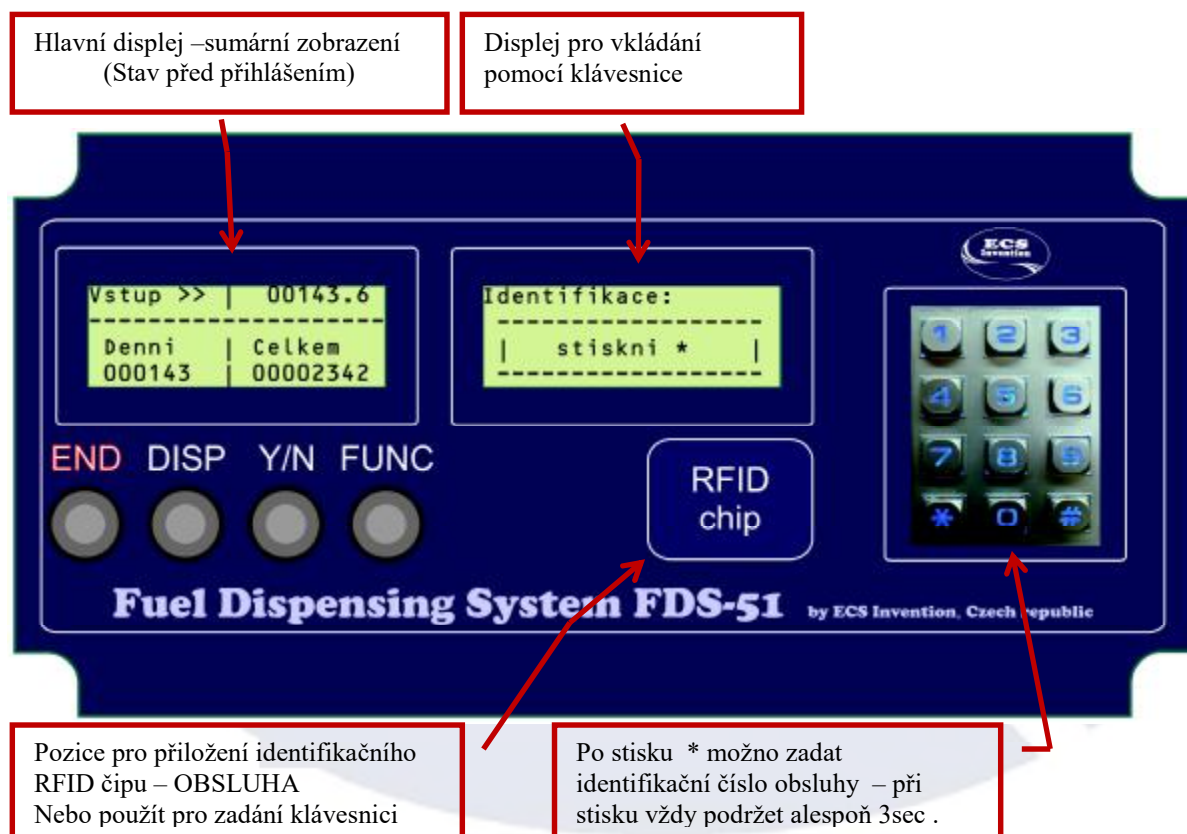 Hlavní displej –sumární zobrazení
(Stav před přihlášením)
Displej pro vkládání
pomocí klávesnice
ECS
Invention
Vstup >> | 00143.6
--------------------
Denni | Celkem
000143 | 00002342
Identifikace:
------------------
| stiskni * |
------------------
1 2 3
4 5 6
7 8 9
* 0 #
END DISP Y/N FUNC
RFID
chip
Fuel Dispensing System FDS-51 by ECS Invention, Czech republic
Pozice pro přiložení identifikačního
RFID čipu – OBSLUHA
Nebo použít pro zadání klávesnici
Po stisku * možno zadat
identifikační číslo obsluhy – při
stisku vždy podržet alespoň 3sec .